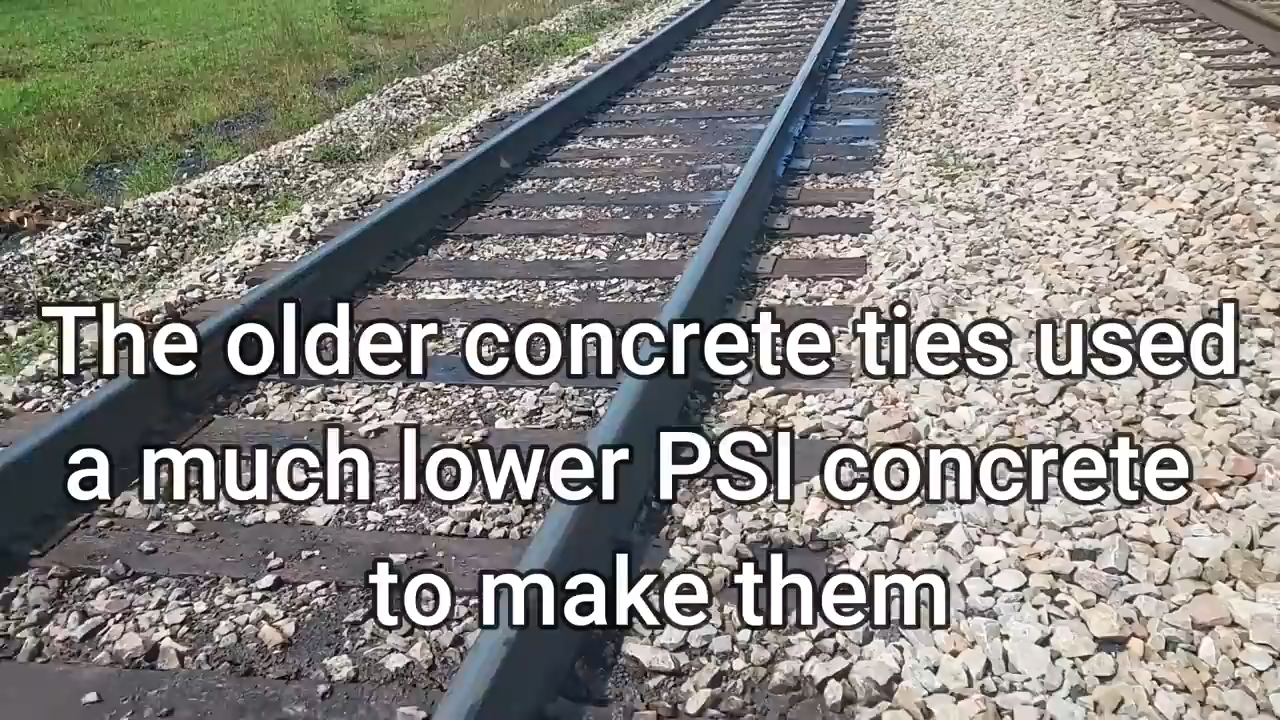 The older concrete ties used
a much lower PSI concrete
to make them